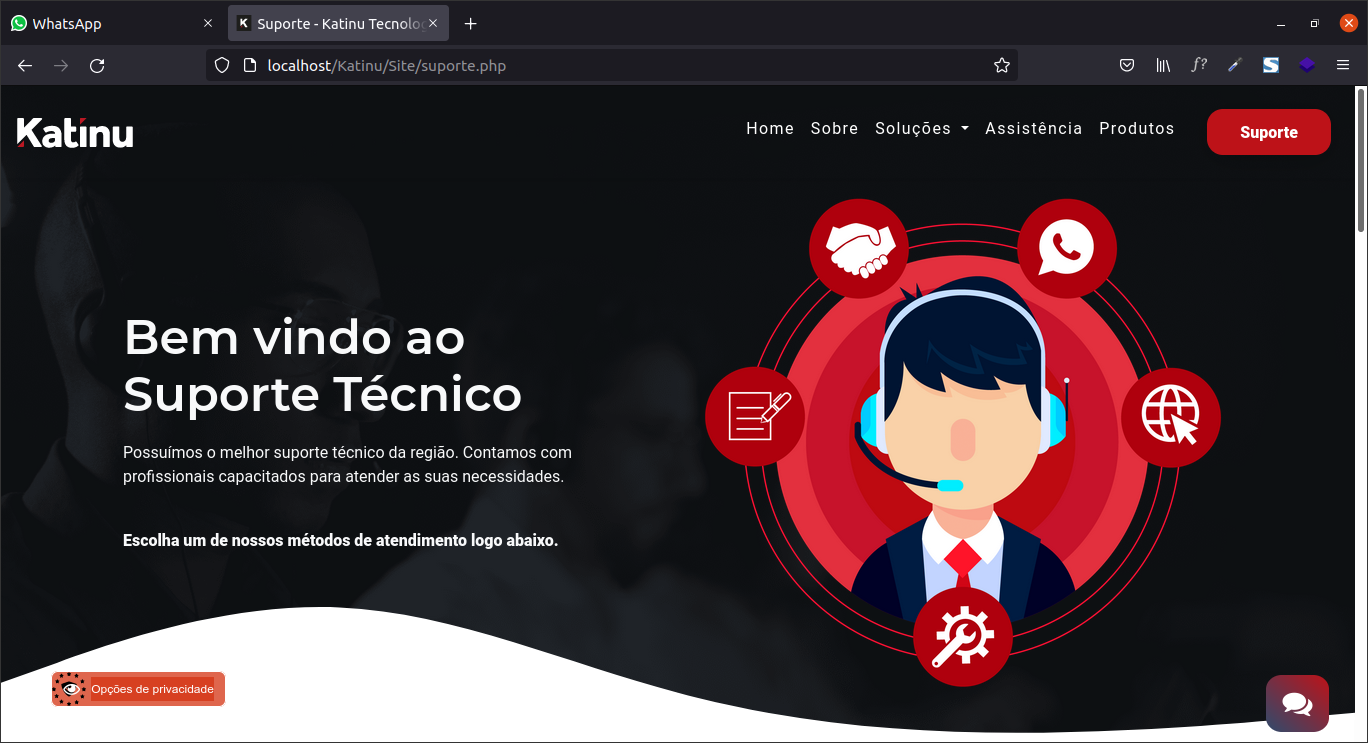 WhatsApp
Suporte - Katinu Tecnolog
localhost/Katinu/Site/suporte.php
Katinu
Home Sobre Soluções Assistência Produtos Suporte
Bem vindo ao
Suporte Técnico
Possuímos o melhor suporte técnico da região. Contamos com
profissionais capacitados para atender as suas necessidades.
Escolha um de nossos métodos de atendimento logo abaixo.
Opções de privacidade